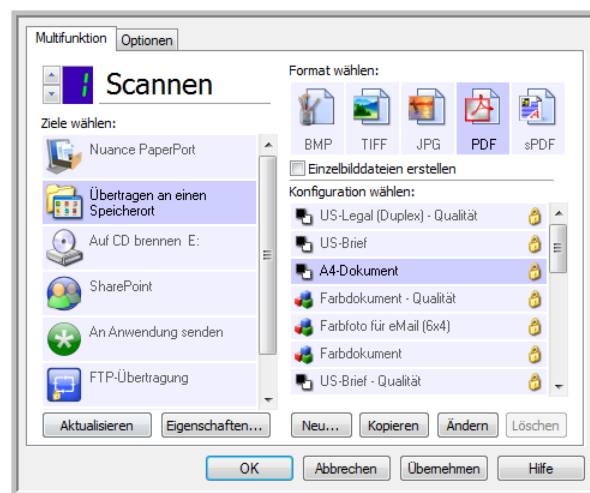 Multifunktion Optionen
1 Scannen
Ziele wählen:
Nuance PaperPort
Übertragen an einen
Speicherort
Auf CD brennen E:
SharePoint
An Anwendung senden
FTP-Übertragung
Aktualisieren Eigenschaften...
Format wählen:
BMP TIFF JPG PDF sPDF
Einzelbilddateien erstellen
Konfiguration wählen:
US-Legal (Duplex) - Qualität
US-Brief
A4-Dokument
Farbdokument - Qualität
Farbfoto für eMail (6x4)
Farbdokument
US-Brief - Qualität
Neu... Kopieren Ändern Löschen
OK Abbrechen Übernehmen Hilfe